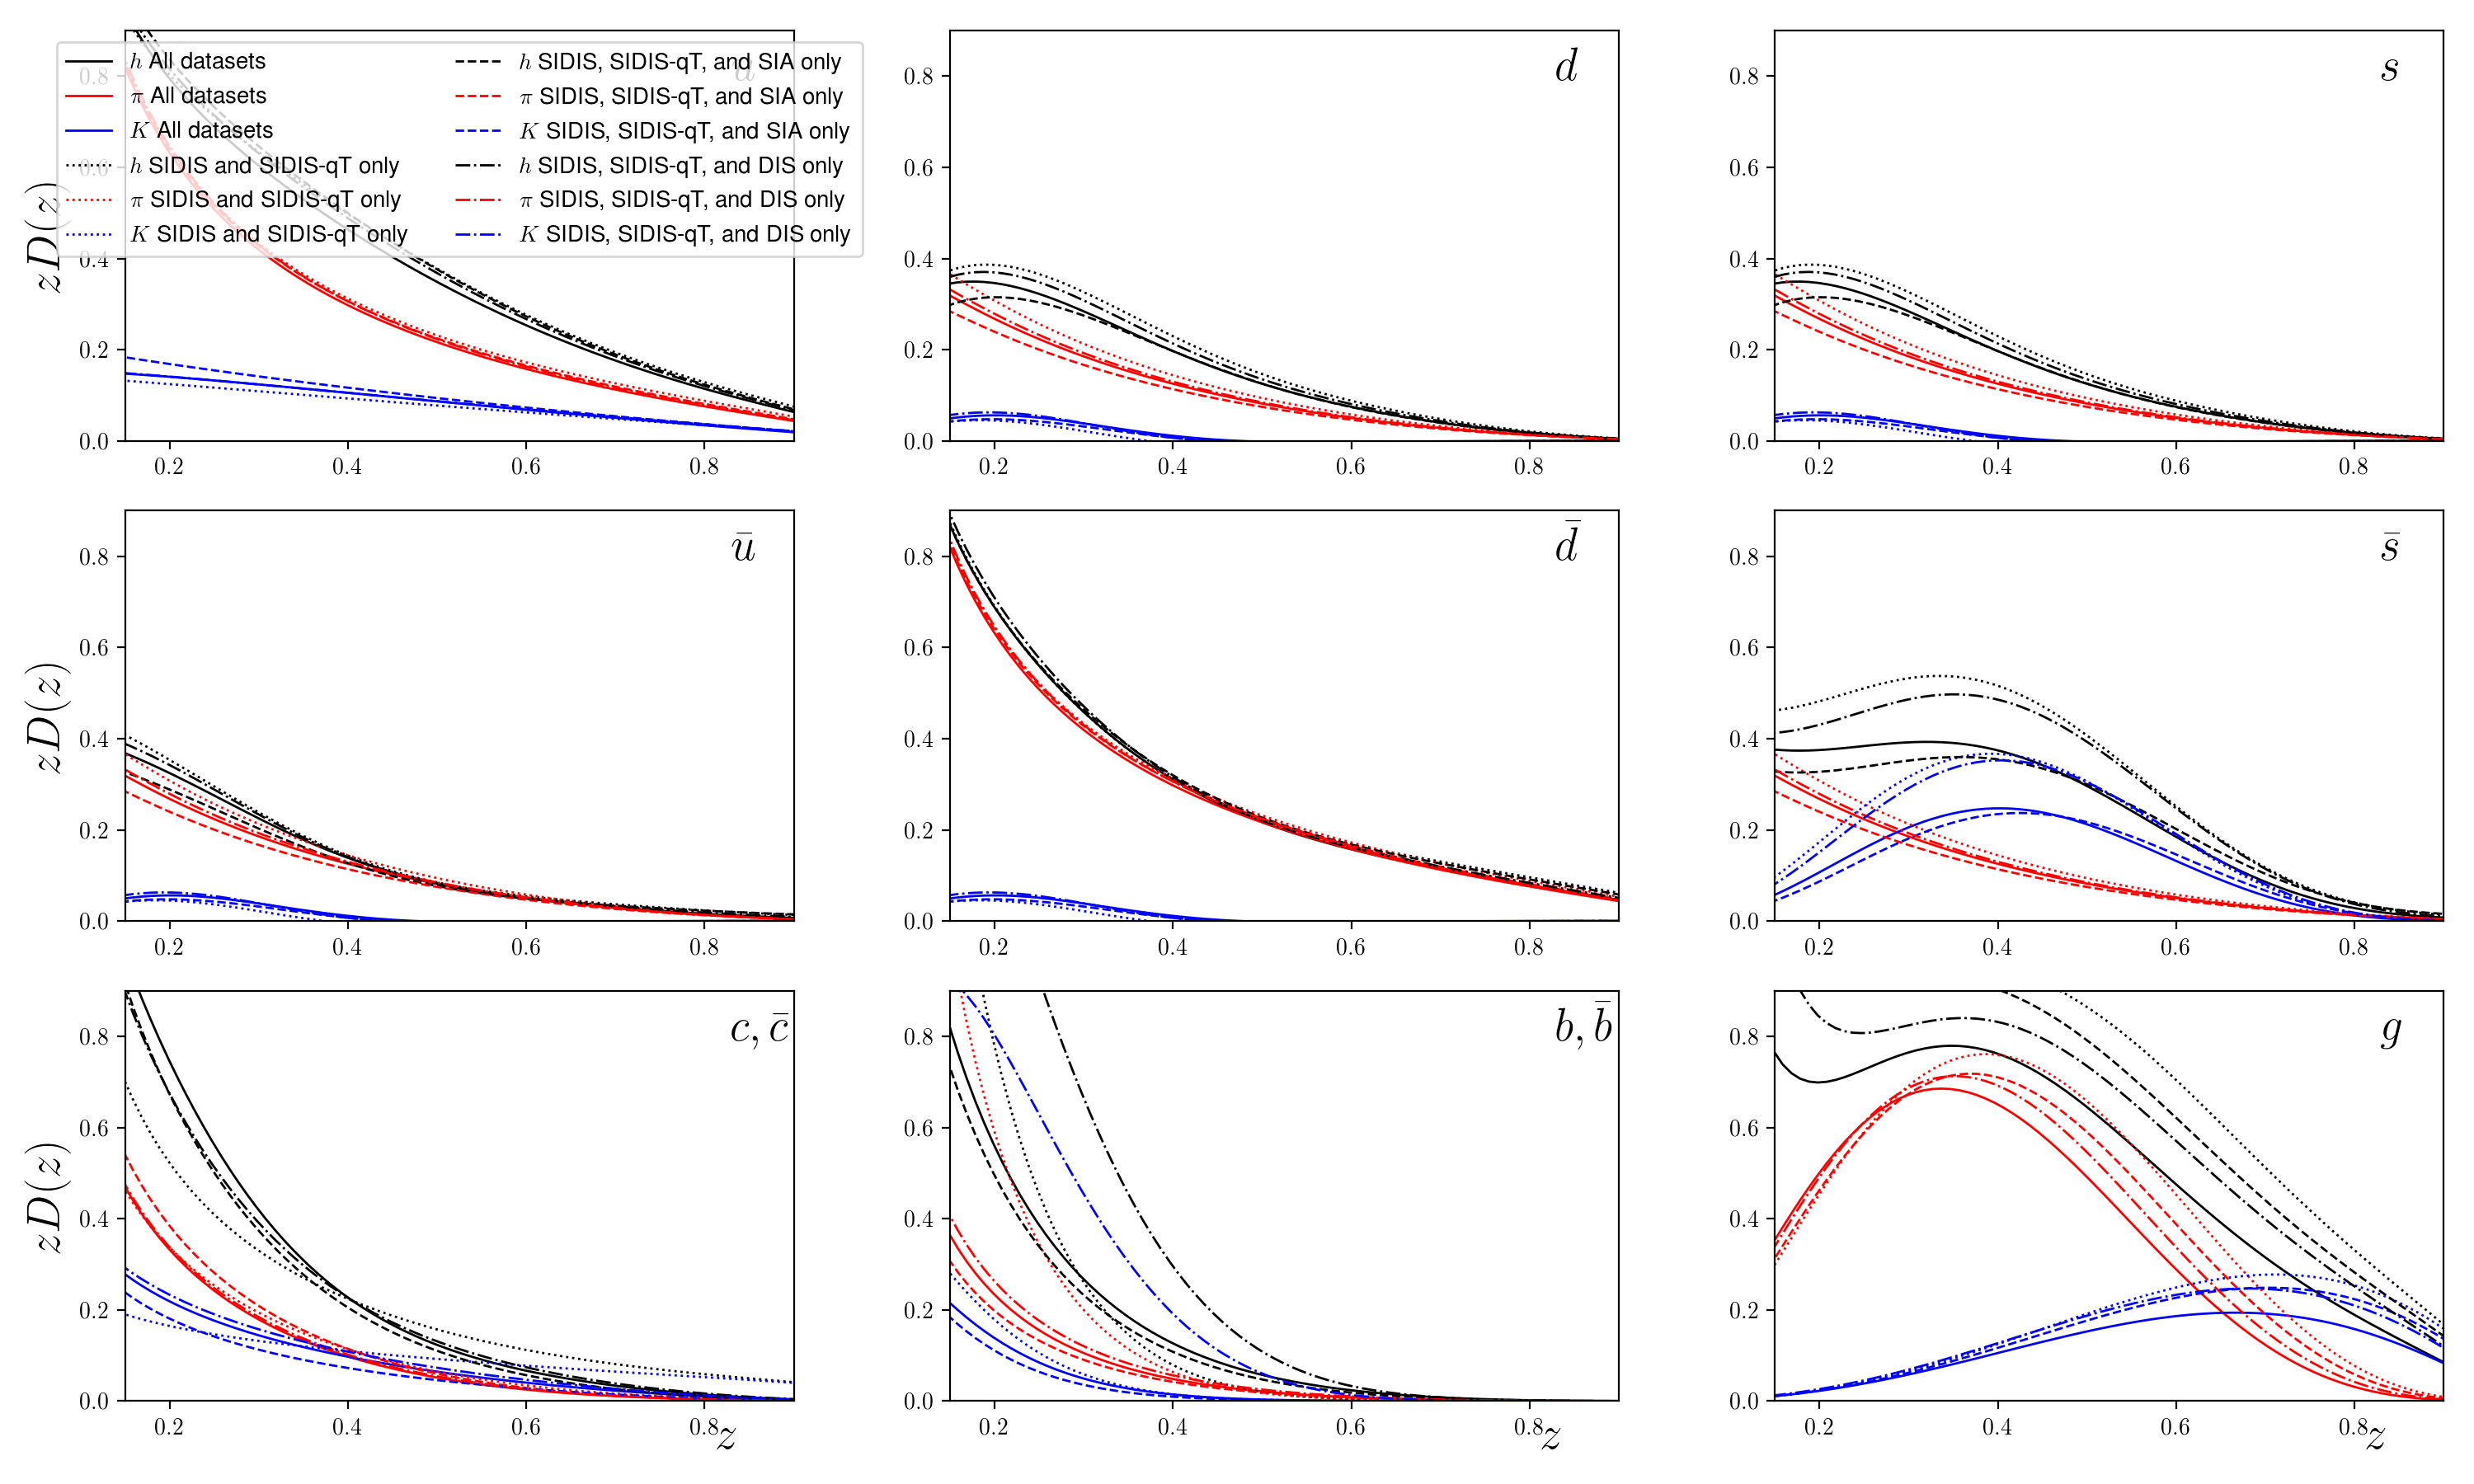 h All datasets
π All datasets
K All datasets
h SIDIS and SIDIS-qT only
π SIDIS and SIDIS-qT only
K SIDIS and SIDIS-qT only
h SIDIS, SIDIS-qT, and SIA only
π SIDIS, SIDIS-qT, and SIA only
K SIDIS, SIDIS-qT, and SIA only
h SIDIS, SIDIS-qT, and DIS only
π SIDIS, SIDIS-qT, and DIS only
K SIDIS, SIDIS-qT, and DIS only
zD(z)
0.8
0.6
0.4
0.2
0.0
0.2 0.4 0.6 0.8
d
0.8
0.6
0.4
0.2
0.0
0.2 0.4 0.6 0.8
s
0.8
0.6
0.4
0.2
0.0
0.2 0.4 0.6 0.8
zD(z)
ū
0.8
0.6
0.4
0.2
0.0
0.2 0.4 0.6 0.8
d̄
0.8
0.6
0.4
0.2
0.0
0.2 0.4 0.6 0.8
s̄
0.8
0.6
0.4
0.2
0.0
0.2 0.4 0.6 0.8
zD(z)
c, c̄
0.8
0.6
0.4
0.2
0.0
0.2 0.4 0.6 0.8
z
b, b̄
0.8
0.6
0.4
0.2
0.0
0.2 0.4 0.6 0.8
z
g
0.8
0.6
0.4
0.2
0.0
0.2 0.4 0.6 0.8
z